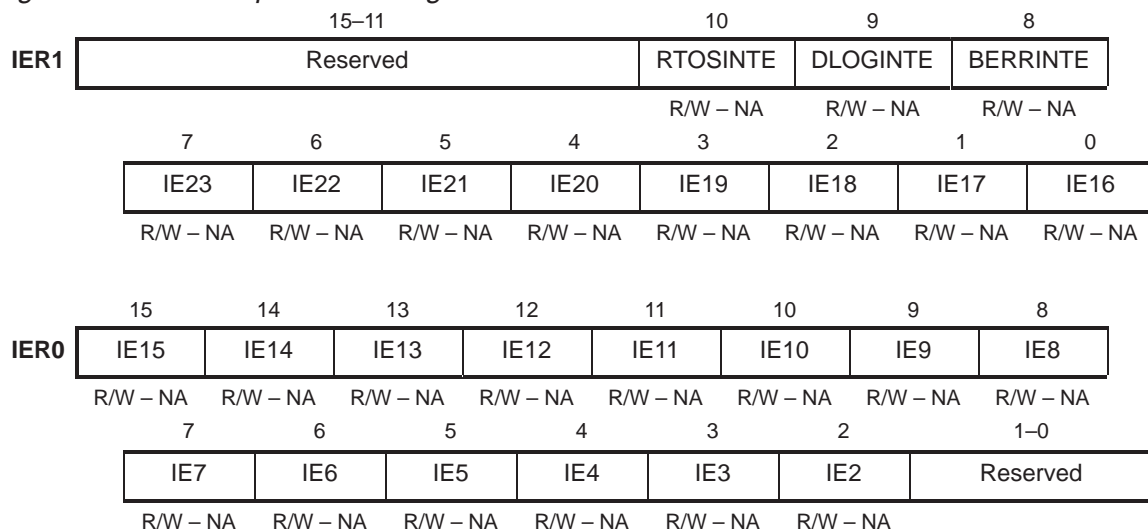 15–11 10 9 8
IER1 Reserved RTOSINTE DLOGINTE BERRINTE
R/W – NA R/W – NA R/W – NA
7 6 5 4 3 2 1 0
IE23 IE22 IE21 IE20 IE19 IE18 IE17 IE16
R/W – NA R/W – NA R/W – NA R/W – NA R/W – NA R/W – NA R/W – NA R/W – NA
15 14 13 12 11 10 9 8
IER0 IE15 IE14 IE13 IE12 IE11 IE10 IE9 IE8
R/W – NA R/W – NA R/W – NA R/W – NA R/W – NA R/W – NA R/W – NA R/W – NA
7 6 5 4 3 2 1–0
IE7 IE6 IE5 IE4 IE3 IE2 Reserved
R/W – NA R/W – NA R/W – NA R/W – NA R/W – NA R/W – NA